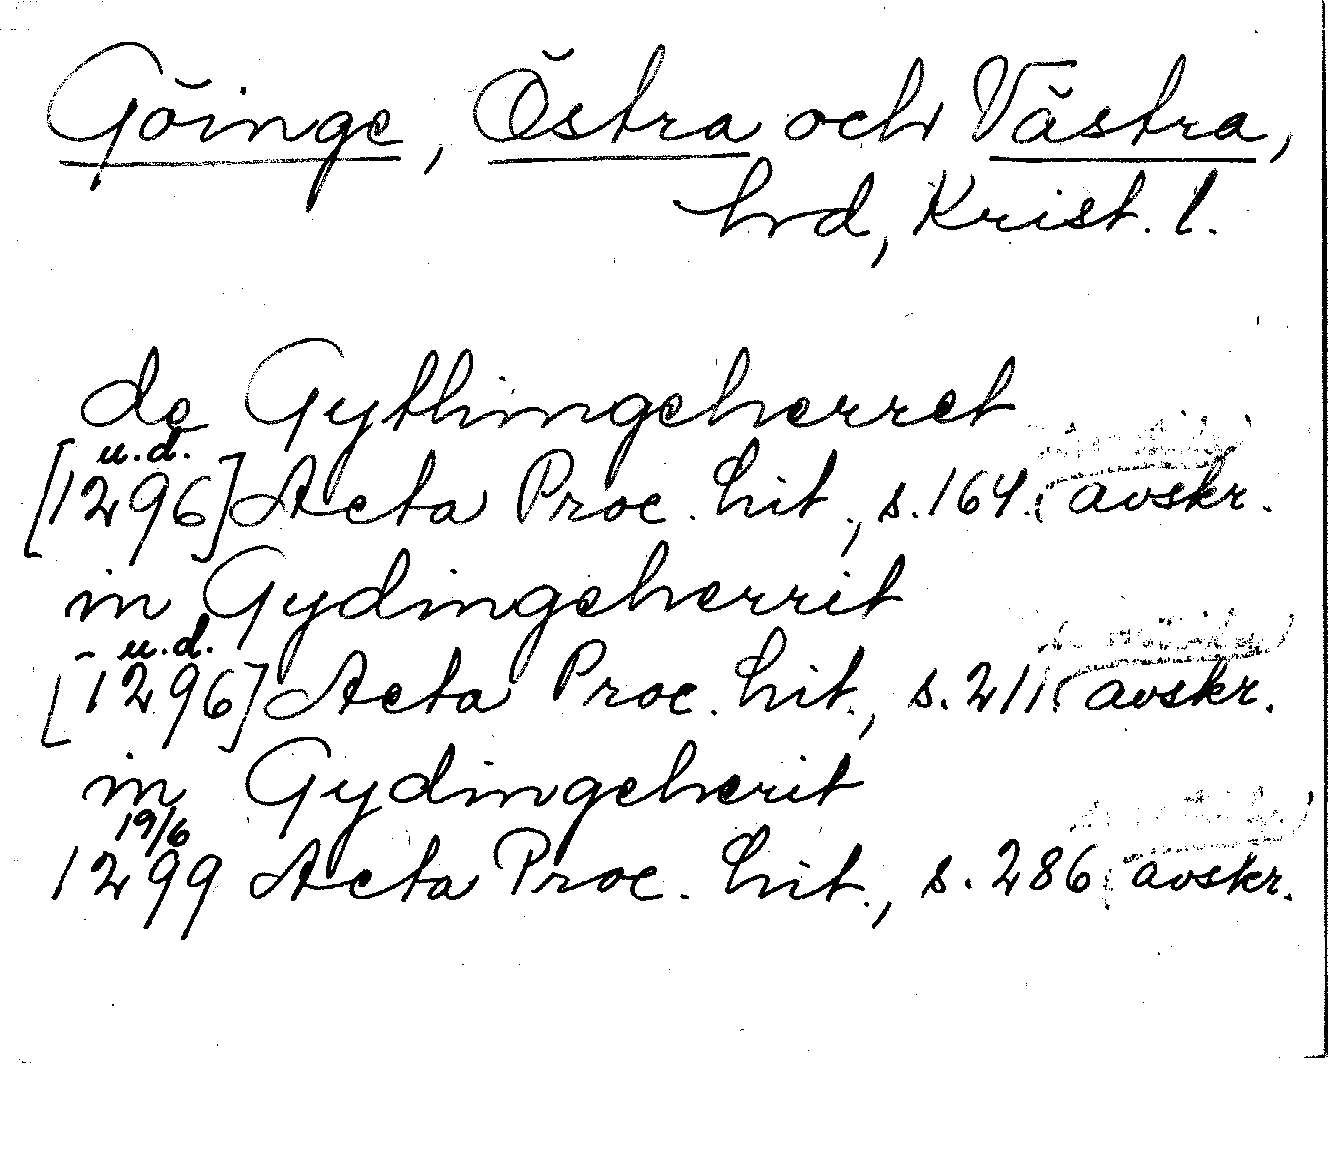 Göinge, Östra och Västra,
hrd, Krist. l.
de Gythingeherret
u.d.
[1296] Acta Proc. lit., s. 164. avskr.
in Gydingeherrit
u.d.
[1296] Acta Proc. lit., s. 211. avskr.
in Gydingeherit
19/6
1299 Acta Proc. lit., s. 286 avskr.